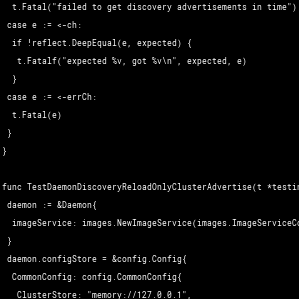 t.Fatal("failed to get discovery advertisements in time")
case e := <-ch:
if !reflect.DeepEqual(e, expected) {
t.Fatalf("expected %v, got %v\n", expected, e)
}
case e := <-errCh:
t.Fatal(e)
}
}
func TestDaemonDiscoveryReloadOnlyClusterAdvertise(t *testin
daemon := &Daemon{
imageService: images.NewImageService(images.ImageServiceCo
}
daemon.configStore = &config.Config{
CommonConfig: config.CommonConfig{
ClusterStore: "memory://127.0.0.1",